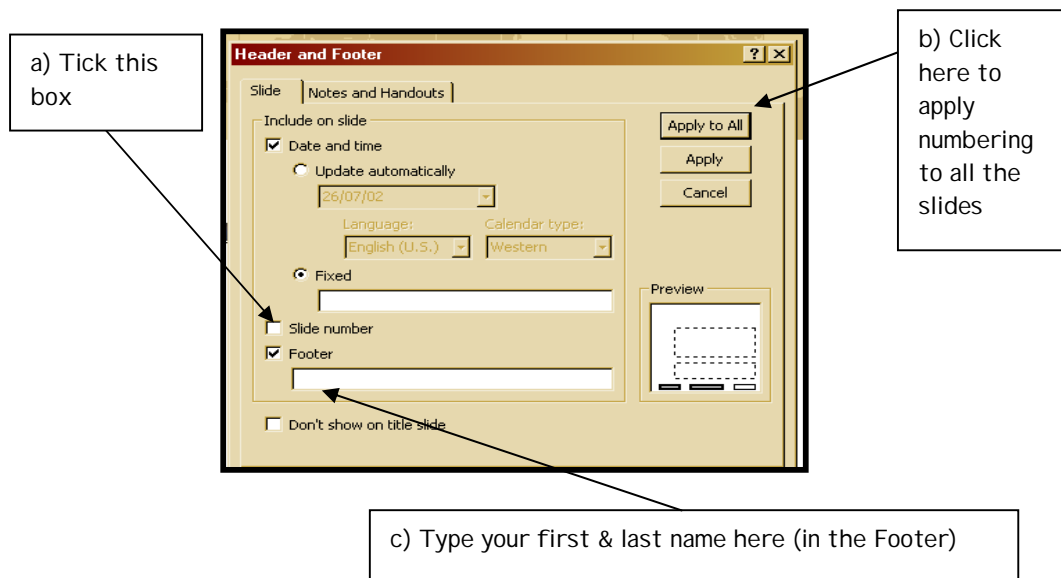 a) Tick this
box
Header and Footer
Slide
Notes and Handouts
Include on slide
Date and time
Update automatically
26/07/02
Language:
Calendar type:
English (U.S.)
Western
Fixed
Slide number
Footer
Don't show on title slide
Apply to All
Apply
Cancel
Preview
b) Click
here to
apply
numbering
to all the
slides
c) Type your first & last name here (in the Footer)